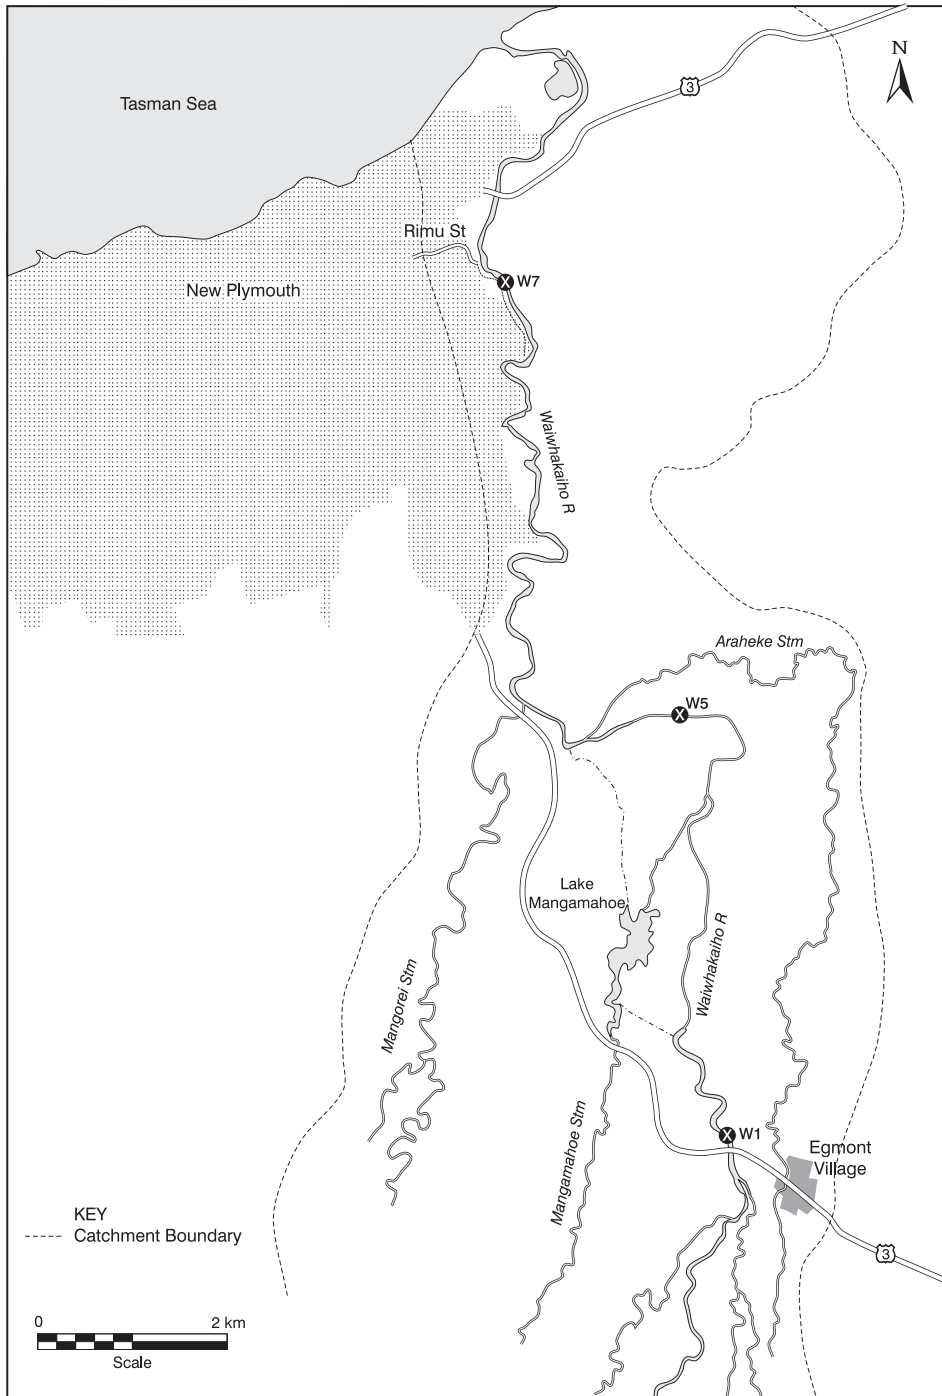 N
3
Tasman Sea
Rimu St
W7
New Plymouth
Waiwhakaiho R
Araheke Stm
W5
Lake
Mangamahoe
Waiwhakaiho R
Mangorei Stm
Mangamahoe Stm
W1
Egmont
Village
3
KEY
Catchment Boundary
0 2 km
Scale